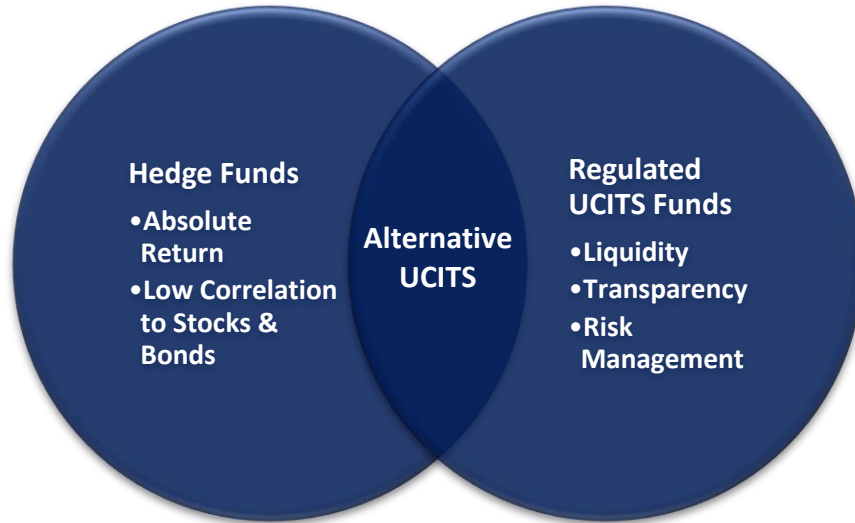 Hedge Funds
•Absolute
Return
•Low Correlation
to Stocks &
Bonds
Alternative
UCITS
Regulated
UCITS Funds
•Liquidity
•Transparency
•Risk
Management